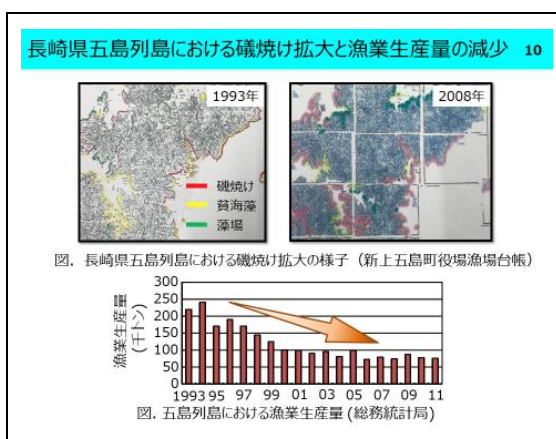 長崎県五島列島における磯焼け拡大と漁業生産量の減少 10
1993年
2008年
磯焼け
貧海藻
藻場
図. 長崎県五島列島における磯焼け拡大の様子（新上五島町役場漁場台帳）
漁業生産量
(千トン)
300
250
200
150
100
50
0
1993 95 97 99 01 03 05 07 09 11
図. 五島列島における漁業生産量 (総務統計局)